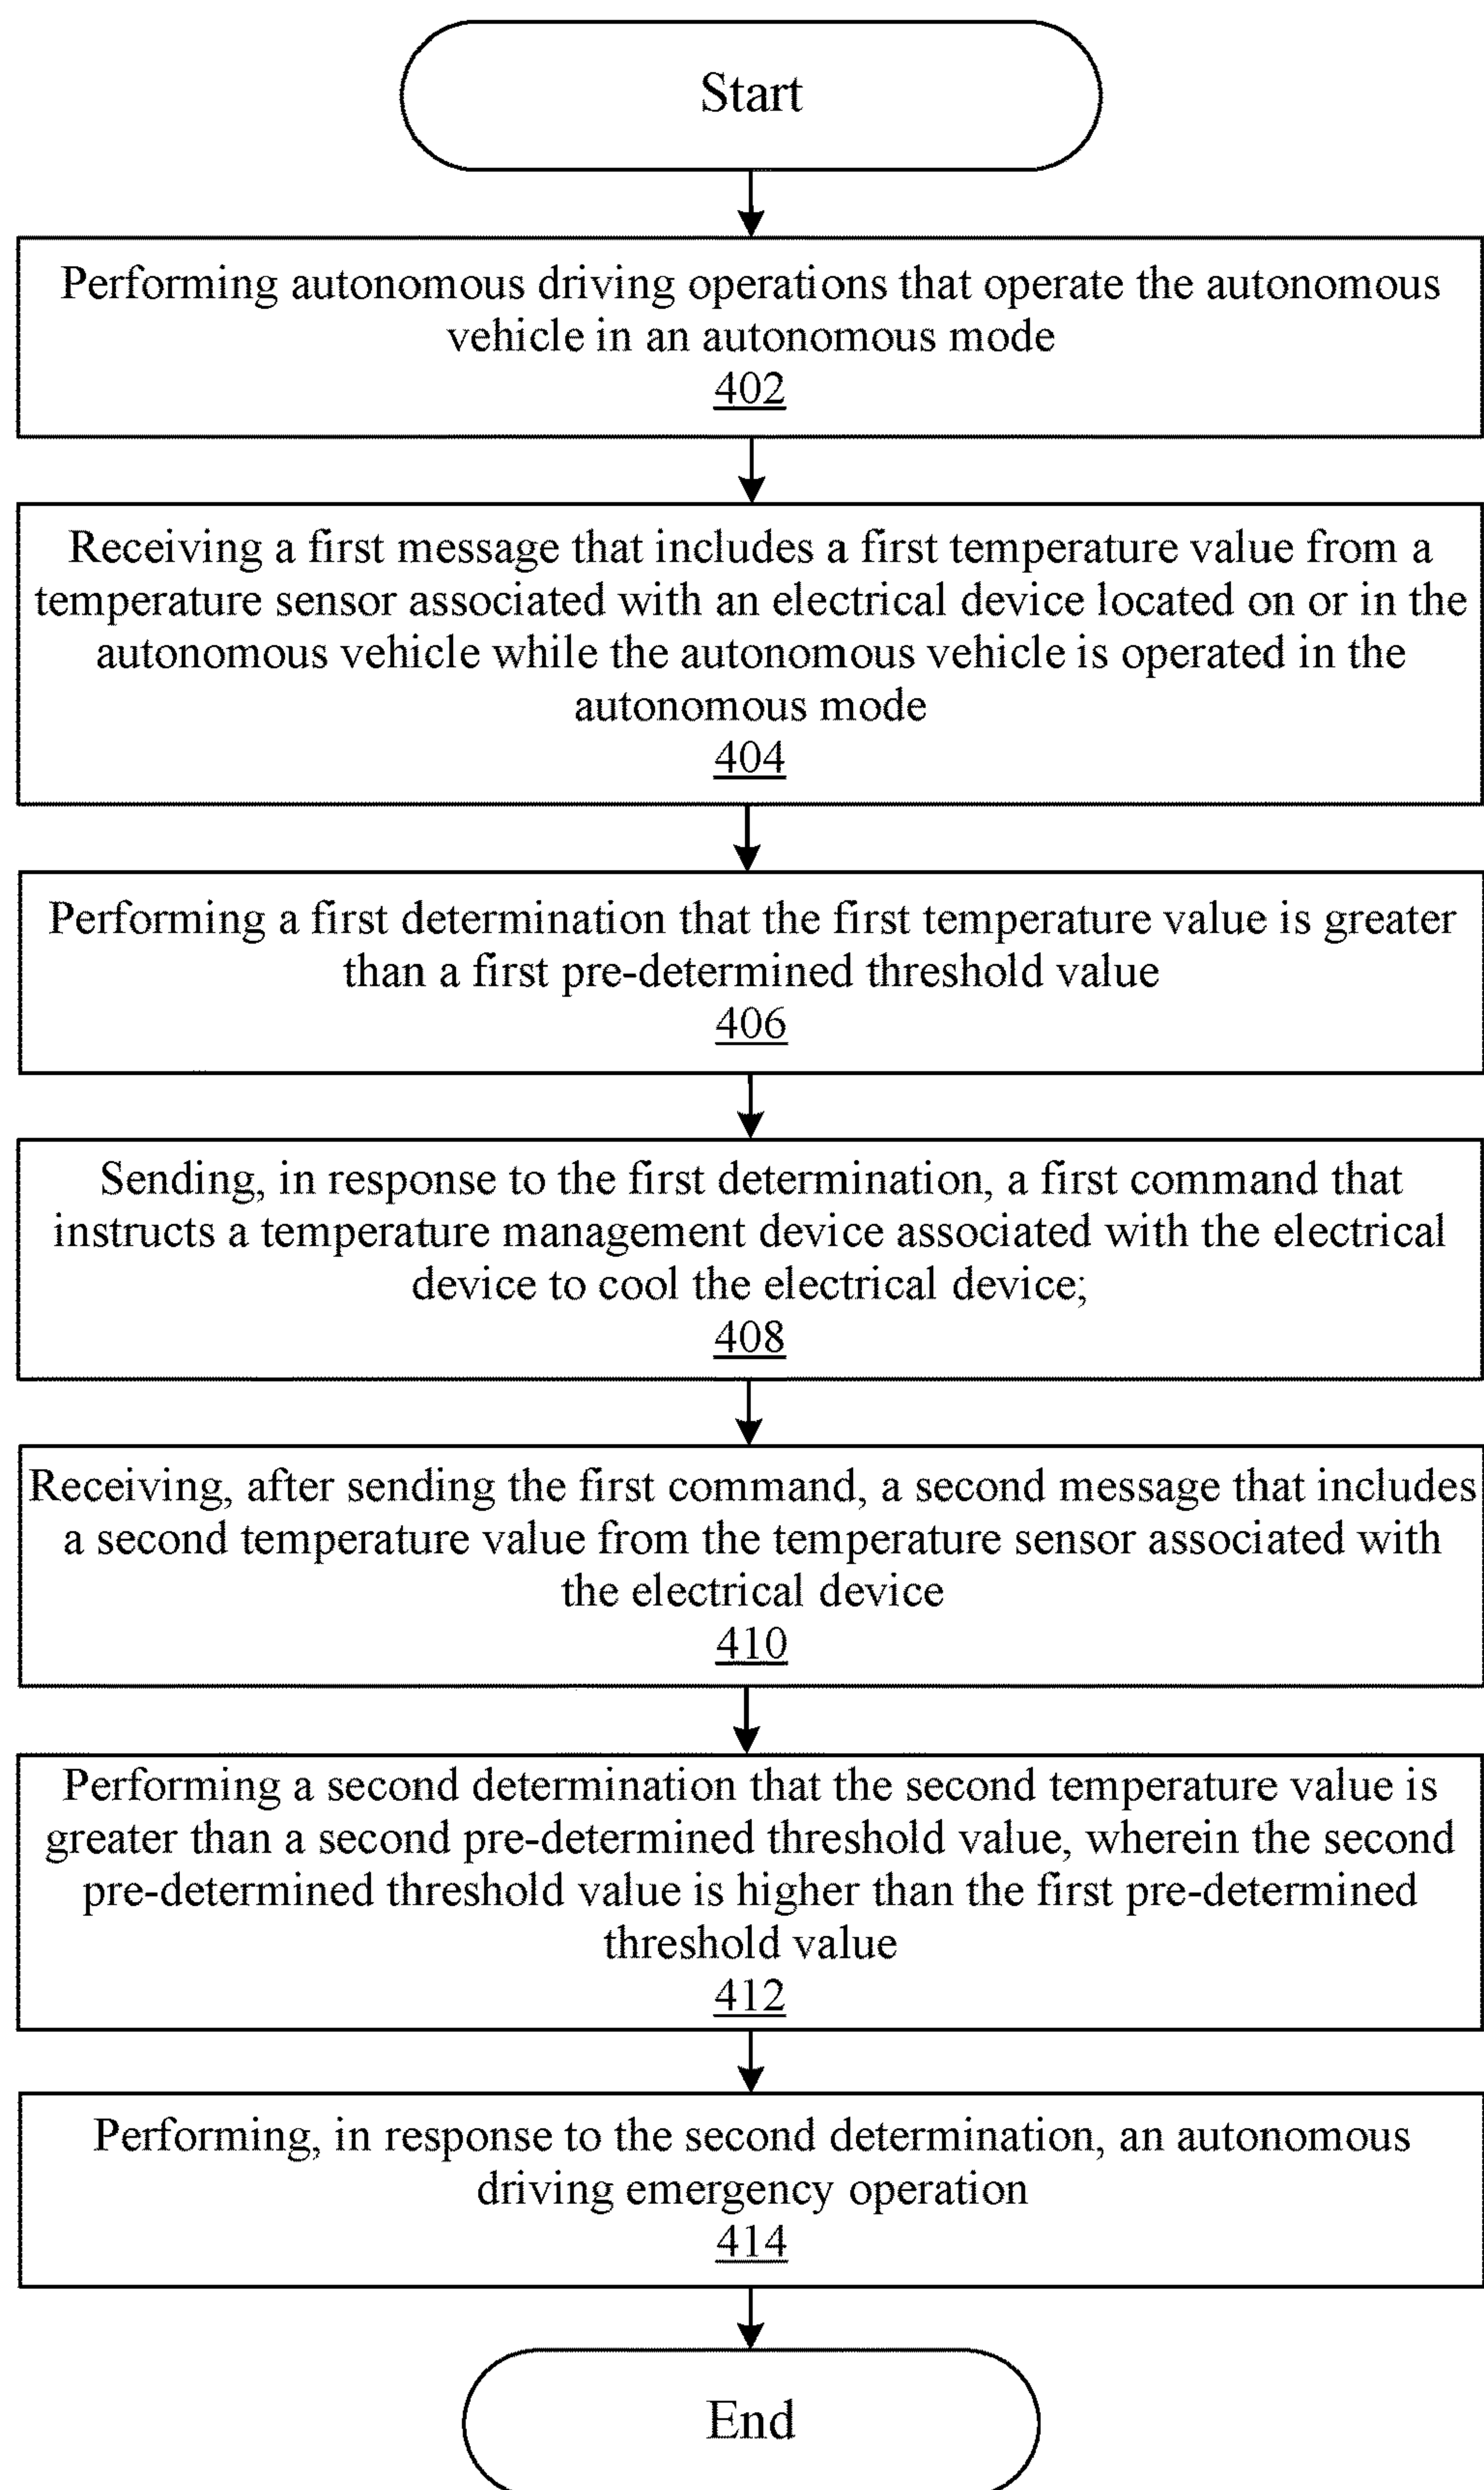 Start
Performing autonomous driving operations that operate the autonomous
vehicle in an autonomous mode
402
Receiving a first message that includes a first temperature value from a
temperature sensor associated with an electrical device located on or in the
autonomous vehicle while the autonomous vehicle is operated in the
autonomous mode
404
Performing a first determination that the first temperature value is greater
than a first pre-determined threshold value
406
Sending, in response to the first determination, a first command that
instructs a temperature management device associated with the electrical
device to cool the electrical device;
408
Receiving, after sending the first command, a second message that includes
a second temperature value from the temperature sensor associated with
the electrical device
410
Performing a second determination that the second temperature value is
greater than a second pre-determined threshold value, wherein the second
pre-determined threshold value is higher than the first pre-determined
threshold value
412
Performing, in response to the second determination, an autonomous
driving emergency operation
414
End